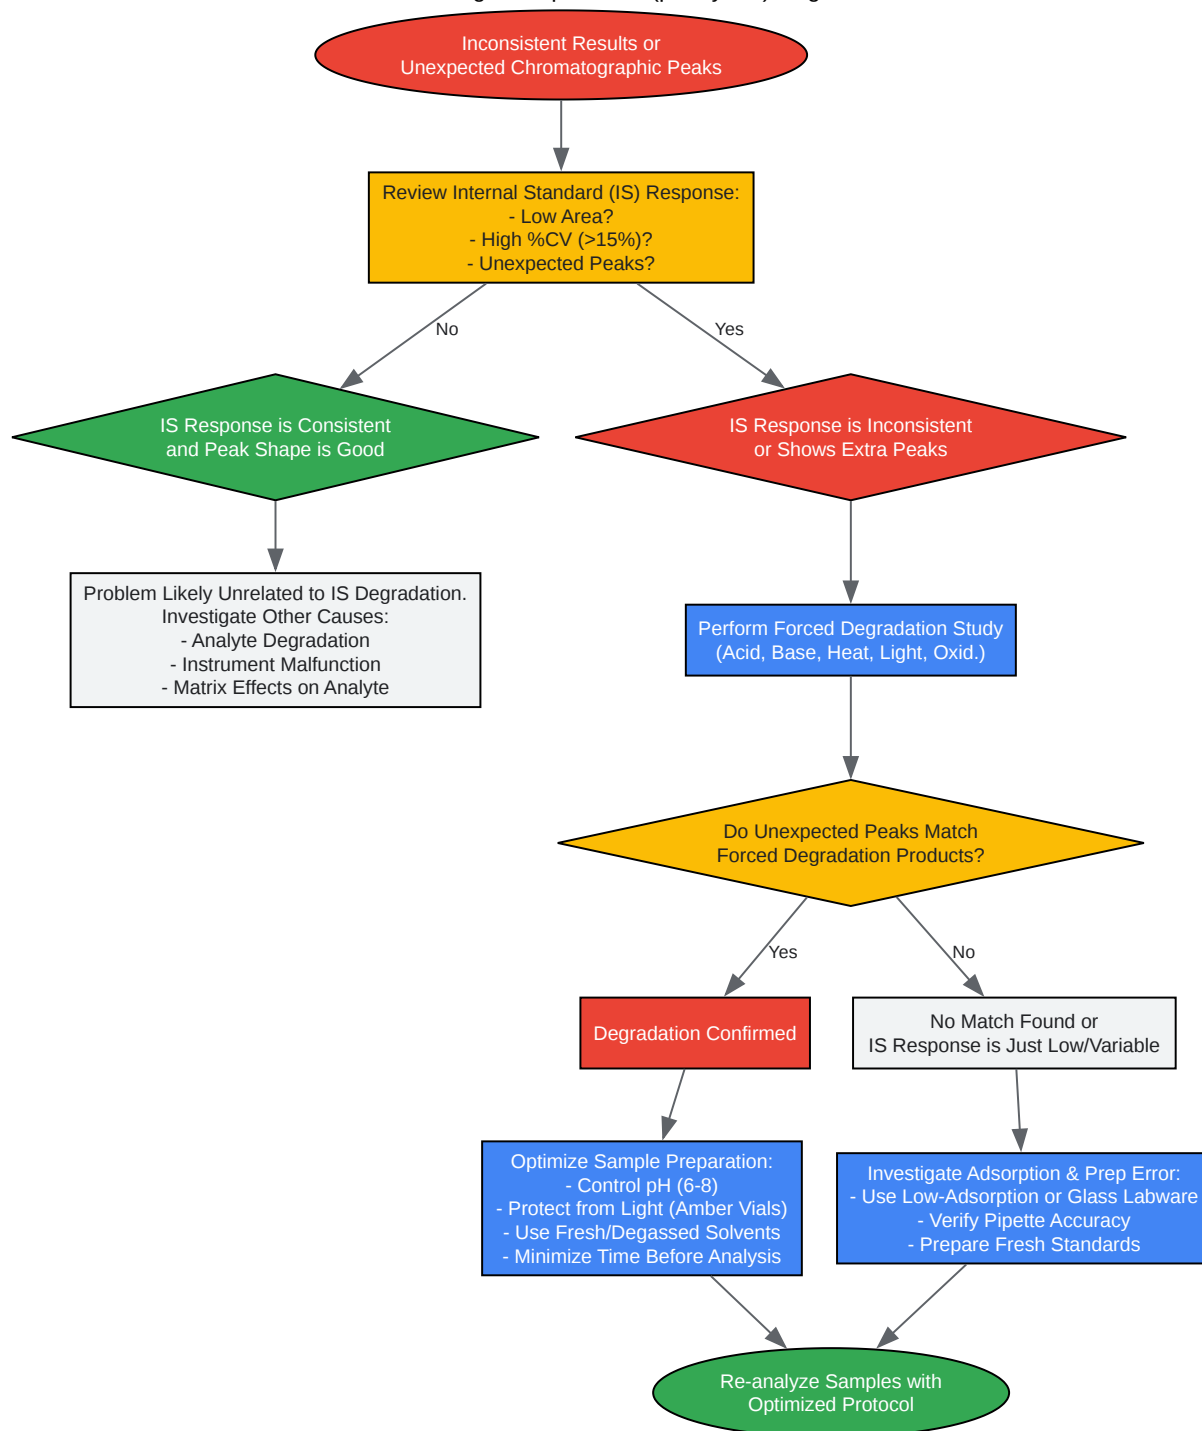 Inconsistent Results or
Unexpected Chromatographic Peaks
Review Internal Standard (IS) Response:
- Low Area?
- High %CV (>15%)?
- Unexpected Peaks?
No
Yes
IS Response is Consistent
and Peak Shape is Good
IS Response is Inconsistent
or Shows Extra Peaks
Problem Likely Unrelated to IS Degradation.
Investigate Other Causes:
- Analyte Degradation
- Instrument Malfunction
- Matrix Effects on Analyte
Perform Forced Degradation Study
(Acid, Base, Heat, Light, Oxid.)
Do Unexpected Peaks Match
Forced Degradation Products?
Yes
No
Degradation Confirmed
No Match Found or
IS Response is Just Low/Variable
Optimize Sample Preparation:
- Control pH (6-8)
- Protect from Light (Amber Vials)
- Use Fresh/Degassed Solvents
- Minimize Time Before Analysis
Investigate Adsorption & Prep Error:
- Use Low-Adsorption or Glass Labware
- Verify Pipette Accuracy
- Prepare Fresh Standards
Re-analyze Samples with
Optimized Protocol